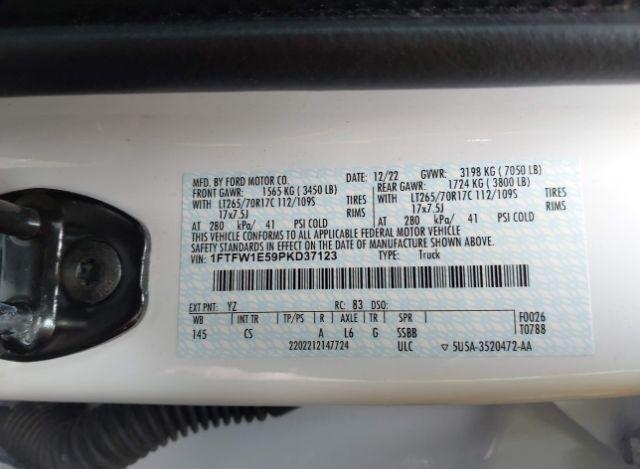 MFD. BY FORD MOTOR CO.
DATE: 12/22 GVWR: 3198 KG (7050 LB)
FRONT GAWR: 1565 KG (3450 LB) REAR GAWR: 1724 KG (3800 LB)
WITH LT265/70R17C 112/109S TIRES WITH LT265/70R17C 112/109S TIRES
17x7.5J RIMS 17x7.5J RIMS
AT 280 kPa/ 41 PSI COLD AT 280 kPa/ 41 PSI COLD
THIS VEHICLE CONFORMS TO ALL APPLICABLE FEDERAL MOTOR VEHICLE
SAFETY STANDARDS IN EFFECT ON THE DATE OF MANUFACTURE SHOWN ABOVE.
VIN: 1FTFW1E59PKD37123 TYPE: Truck
EXT PNT: YZ RC: 83 DSO:
WB INT TR TP/PS R AXLE TR SPR F0026
145 CS A L6 G SSBB T0788
2202212147724 ULC ▽ 5U5A-3520472-AA